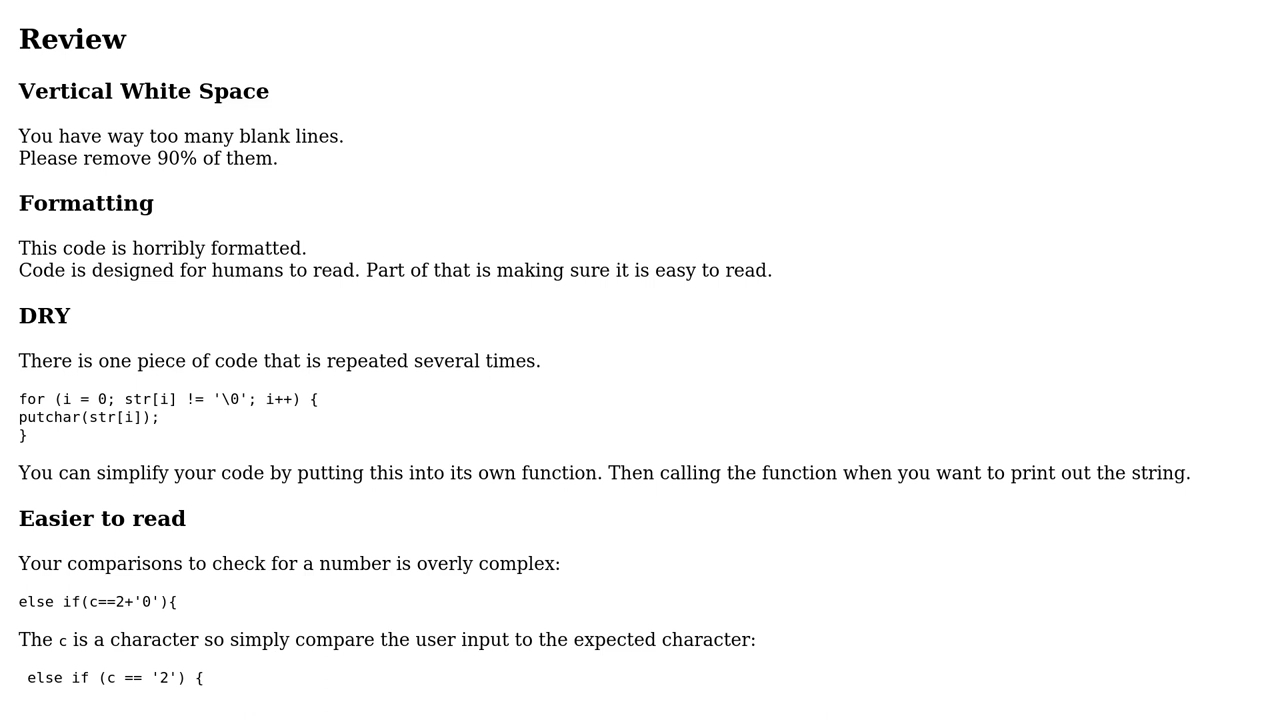 Review
Vertical White Space
You have way too many blank lines.
Please remove 90% of them.
Formatting
This code is horribly formatted.
Code is designed for humans to read. Part of that is making sure it is easy to read.
DRY
There is one piece of code that is repeated several times.
for (i = 0; str[i] != '\0'; i++) {
putchar(str[i]);
}
You can simplify your code by putting this into its own function. Then calling the function when you want to print out the string.
Easier to read
Your comparisons to check for a number is overly complex:
else if(c==2+'0'){
The c is a character so simply compare the user input to the expected character:
 else if (c == '2') {